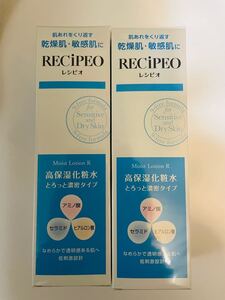 肌あれをくり返す
乾燥肌・敏感肌に
RECiPEO
レシピオ
Sensitive
and
Dry Skin
Moist Lotion R
高保湿化粧水
とろっと濃密タイプ
アミノ酸
セラミド
ヒアルロン酸
なめらかで透明感ある肌へ
低刺激設計
肌あれをくり返す
乾燥肌・敏感肌に
RECiPEO
レシピオ
Sensitive
and
Dry Skin
Moist Lotion R
高保湿化粧水
とろっと濃密タイプ
アミノ酸
セラミド
ヒアルロン酸
なめらかで透明感ある肌へ
低刺激設計